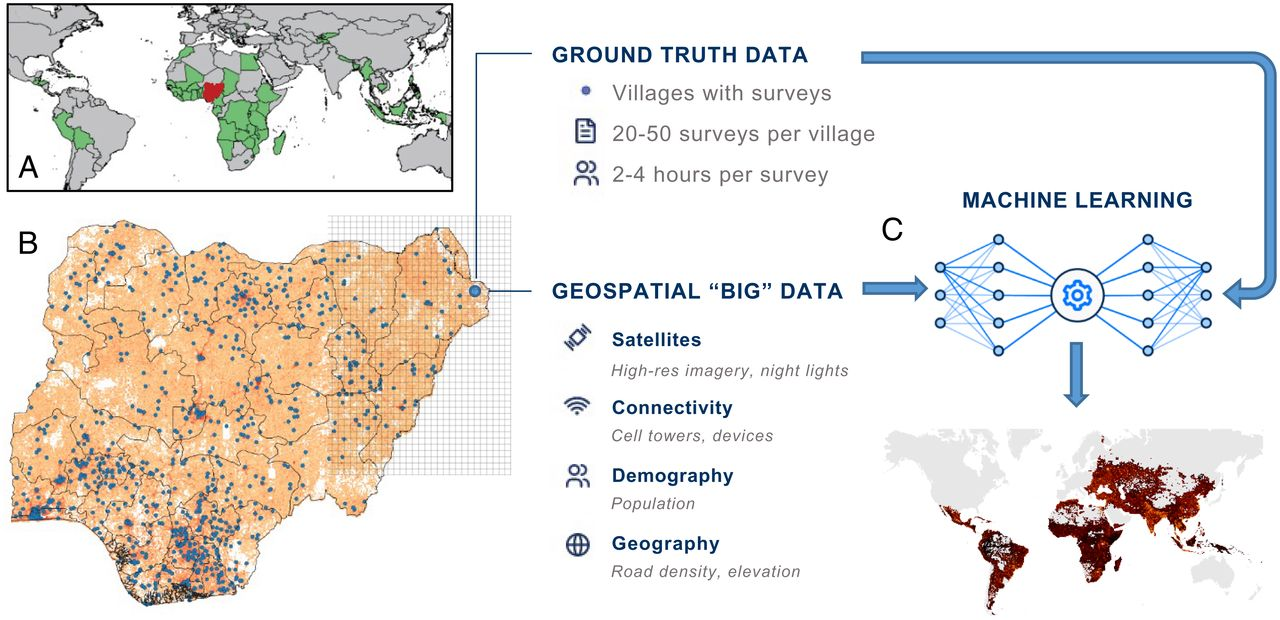 A
GROUND TRUTH DATA
Villages with surveys
20-50 surveys per village
2-4 hours per survey
B
GEOSPATIAL “BIG” DATA
Satellites
High-res imagery, night lights
Connectivity
Cell towers, devices
Demography
Population
Geography
Road density, elevation
C
MACHINE LEARNING